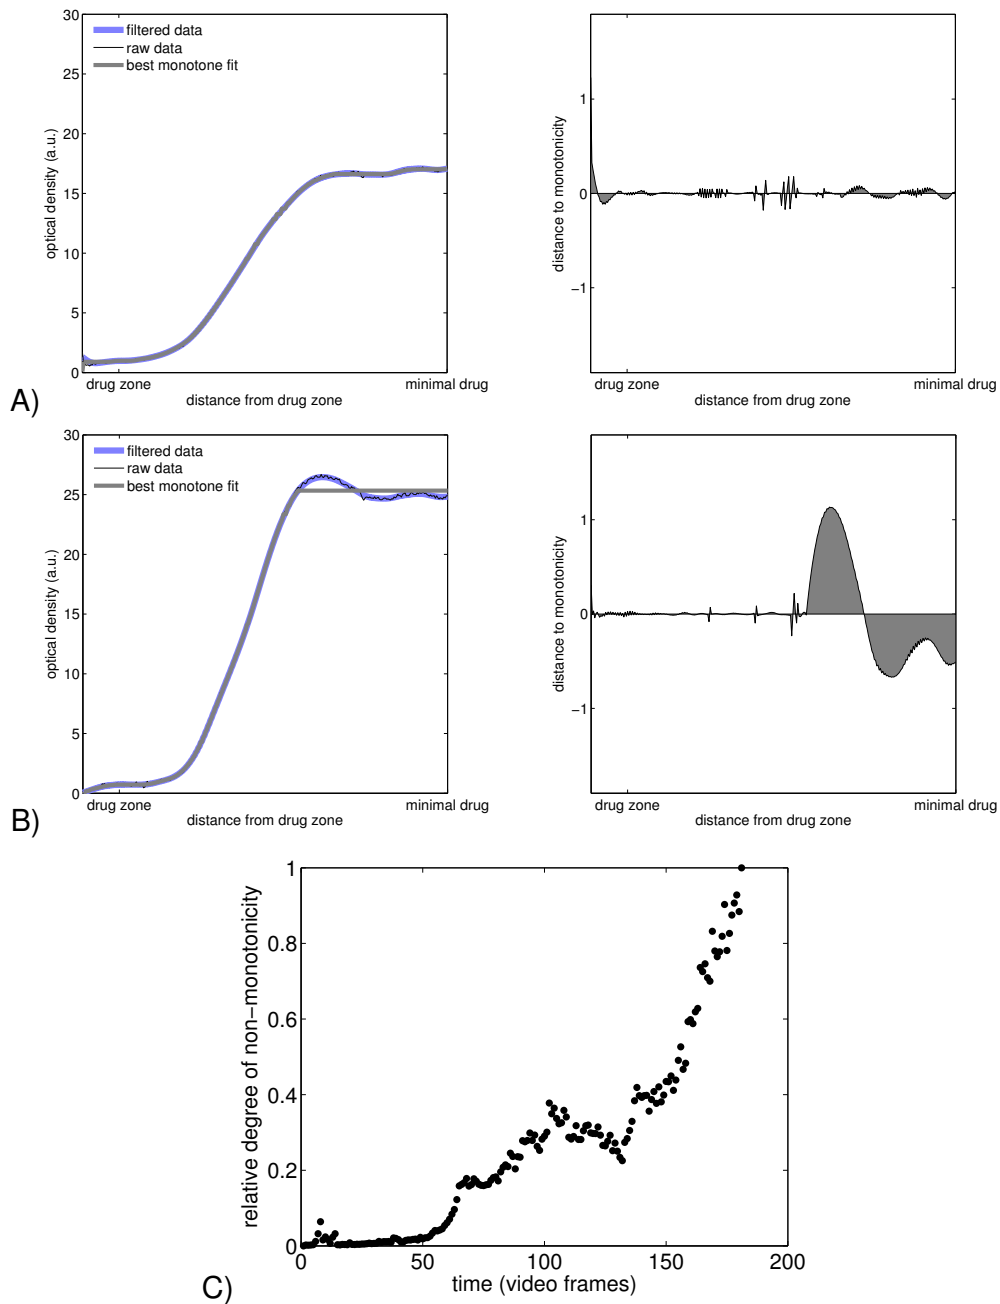 30
filtered data
raw data
best monotone fit
25
20
15
10
5
0
optical density (a.u.)
drug zone
minimal drug
distance from drug zone
1
0
−1
distance to monotonicity
drug zone
minimal drug
distance from drug zone
A)
30
filtered data
raw data
best monotone fit
25
20
15
10
5
0
optical density (a.u.)
drug zone
minimal drug
distance from drug zone
1
0
−1
distance to monotonicity
drug zone
minimal drug
distance from drug zone
B)
1
0.8
0.6
0.4
0.2
0
relative degree of non−monotonicity
0
50
100
150
200
time (video frames)
C)